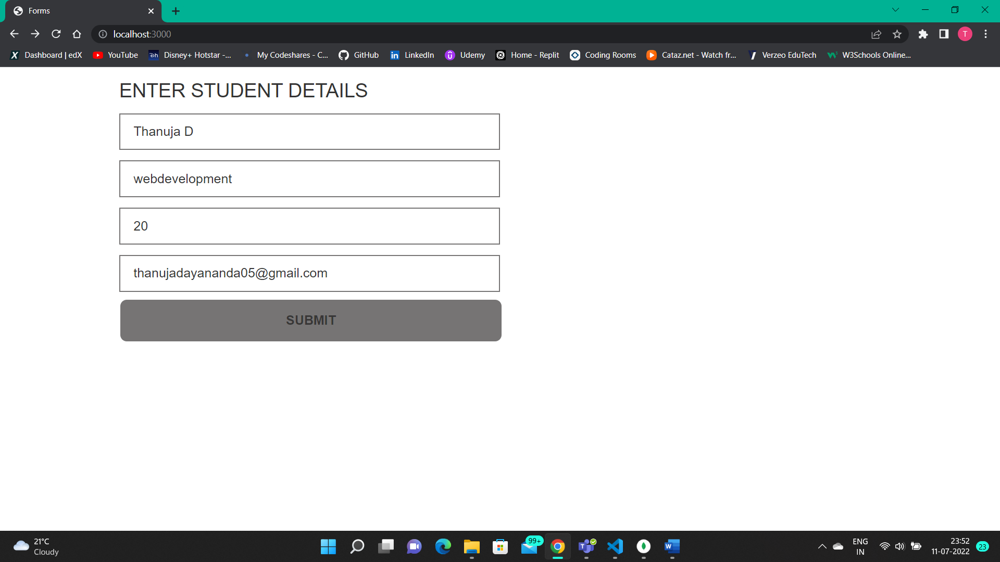 Forms
localhost:3000
T
Dashboard | edX
YouTube
Disney+ Hotstar -...
My Codeshares - C...
GitHub
LinkedIn
Udemy
Home - Replit
Coding Rooms
Cataz.net - Watch fr...
Verzeo EduTech
W3Schools Online...
ENTER STUDENT DETAILS
Thanuja D
webdevelopment
20
thanujadayananda05@gmail.com
SUBMIT
21°C
Cloudy
99+
ENG
IN
23:52
11-07-2022
23